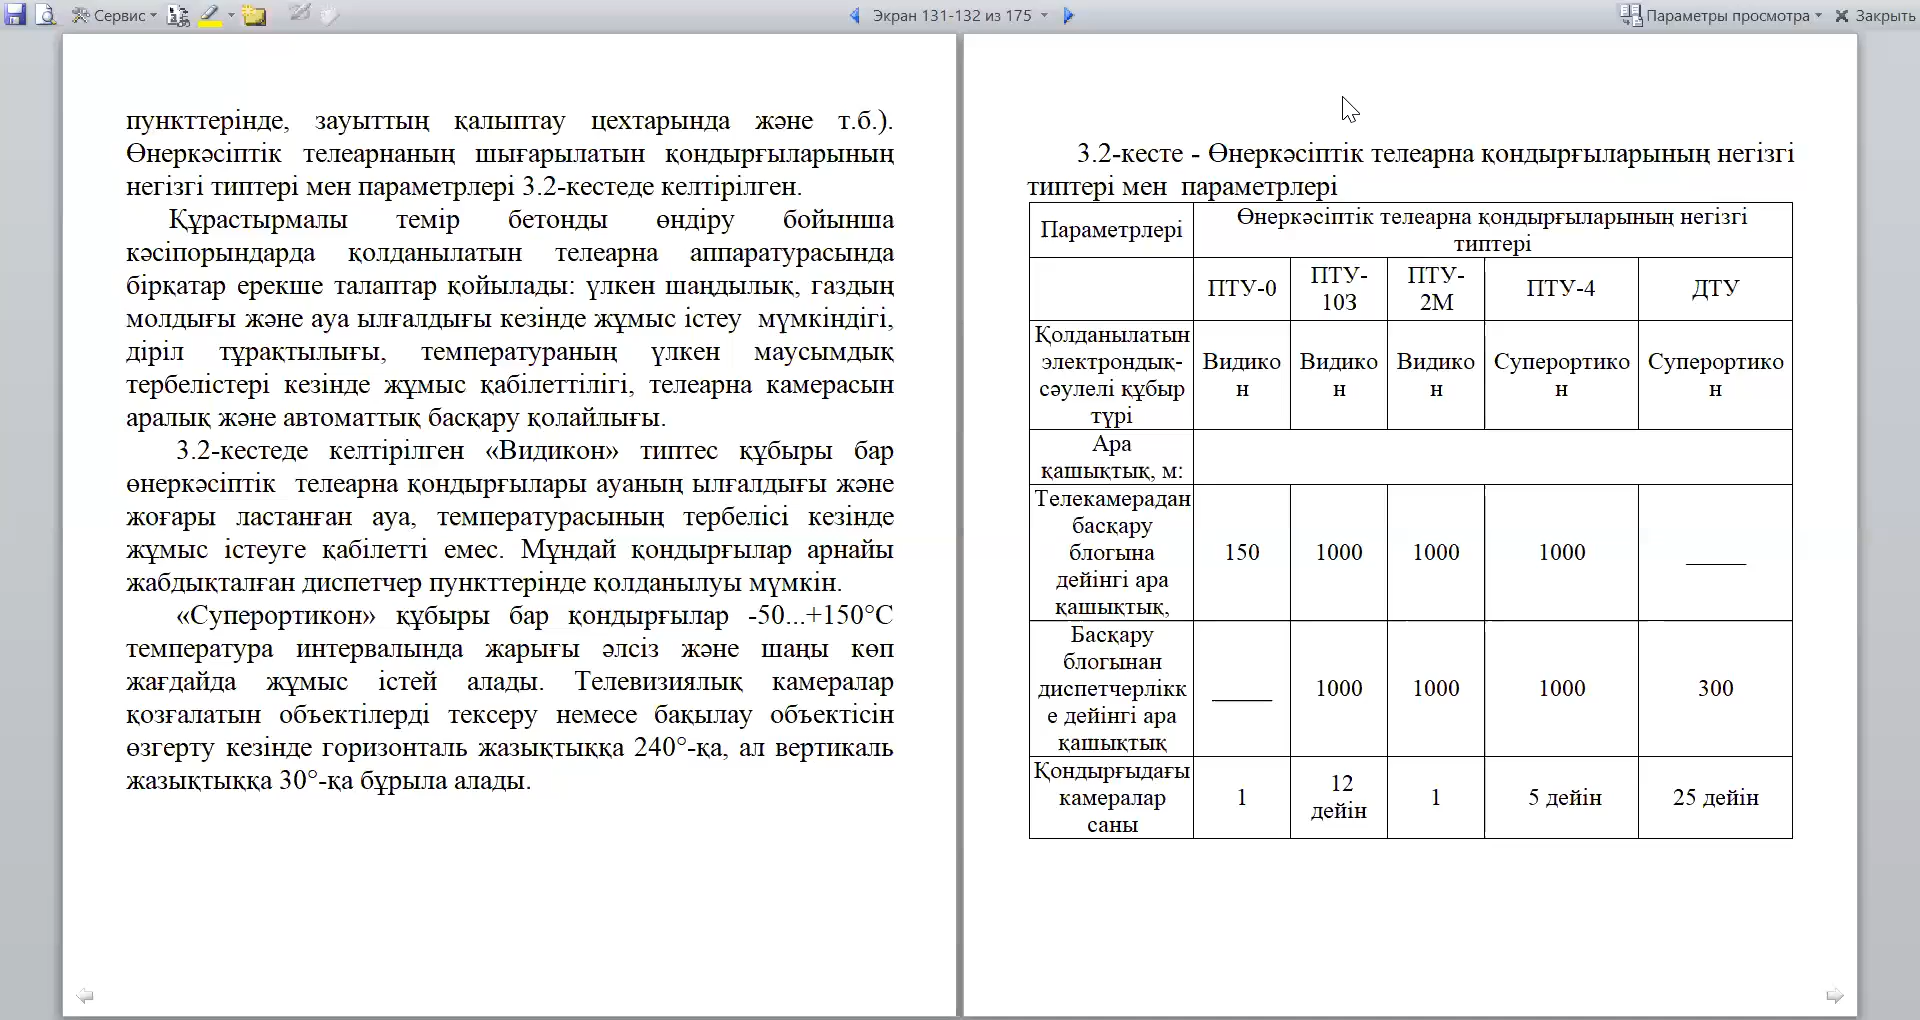 Сервис
Экран 131-132 из 175
Параметры просмотра
Закрыть
пункттерінде, зауыттың қалыптау цехтарында және т.б.).
Өнеркәсіптік телеарнаның шығарылатын қондырғыларының
негізгі типтері мен параметрлері 3.2-кестеде келтірілген.
Құрастырмалы темір бетонды өндіру бойынша
кәсіпорындарда қолданылатын телеарна аппаратурасында
бірқатар ерекше талаптар қойылады: үлкен шаңдылық, газдың
молдығы және ауа ылғалдығы кезінде жұмыс істеу мүмкіндігі,
діріл тұрақтылығы, температураның үлкен маусымдық
тербелістері кезінде жұмыс қабілеттілігі, телеарна камерасын
аралық және автоматтық басқару қолайлығы.
3.2-кестеде келтірілген «Видикон» типтес құбыры бар
өнеркәсіптік телеарна қондырғылары ауаның ылғалдығы және
жоғары ластанған ауа, температурасының тербелісі кезінде
жұмыс істеуге қабілетті емес. Мұндай қондырғылар арнайы
жабдықталған диспетчер пункттерінде қолданылуы мүмкін.
«Суперортикон» құбыры бар қондырғылар -50...+150°С
температура интервалында жарығы әлсіз және шаңы көп
жағдайда жұмыс істей алады. Телевизиялық камералар
қозғалатын объектілерді тексеру немесе бақылау объектісін
өзгерту кезінде горизонталь жазықтыққа 240°-қа, ал вертикаль
жазықтыққа 30°-қа бұрыла алады.
3.2-кесте - Өнеркәсіптік телеарна қондырғыларының негізгі
типтері мен параметрлері
Параметрлері
Өнеркәсіптік телеарна қондырғыларының негізгі
типтері
ПТУ-0
ПТУ-
103
ПТУ-
2М
ПТУ-4
ДТУ
Қолданылатын
электрондық-
сәулелі құбыр
түрі
Видико
н
Видико
н
Видико
н
Суперортико
н
Суперортико
н
Ара
қашықтық, м:
Телекамерадан
басқару
блогына
дейінгі ара
қашықтық,
150
1000
1000
1000
_____
Басқару
блогынан
диспетчерлікк
е дейінгі ара
қашықтық
_____
1000
1000
1000
300
Қондырғыдағы
камералар
саны
1
12
дейін
1
5 дейін
25 дейін